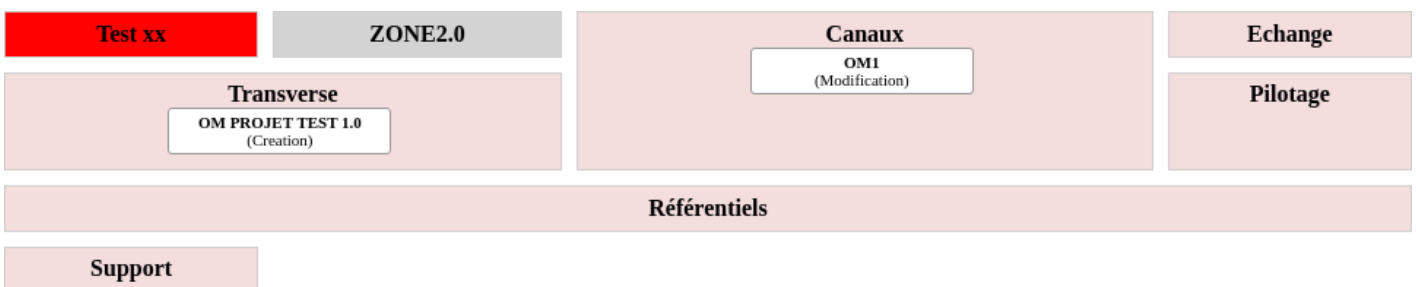 Test xx
ZONE2.0
Canaux
OM1
(Modification)
Echange
Transverse
OM PROJET TEST 1.0
(Creation)
Pilotage
Référentiels
Support